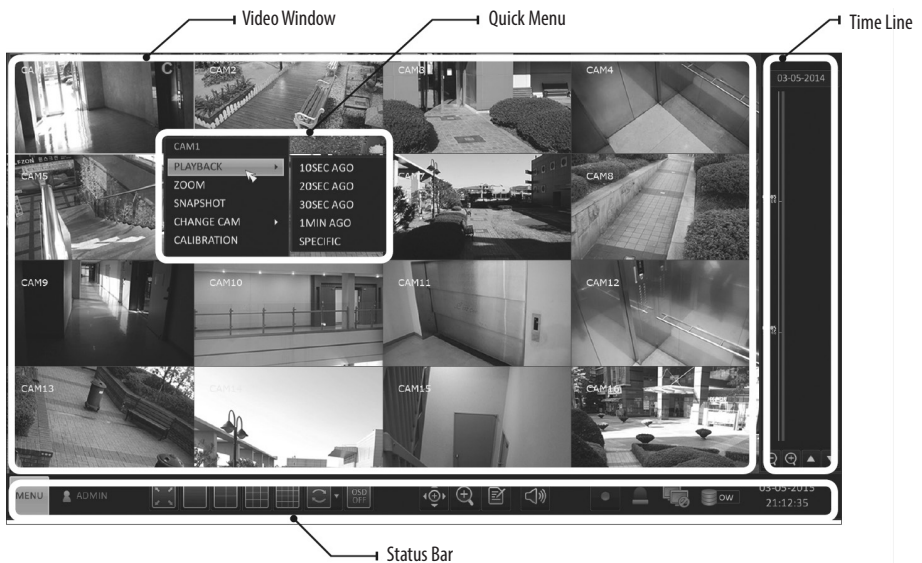 Video Window
Quick Menu
Time Line
CAM2
CAM4
03-05-2014
CAM1
PLAYBACK
10SEC AGO
ZOOM
20SEC AGO
SNAPSHOT
30SEC AGO
CHANGE CAM
1MIN AGO
CALIBRATION
SPECIFIC
CAM5
CAM8
CAM9
CAM10
CAM11
CAM12
CAM13
CAM15
CAM16
MENU
ADMIN
OSD
OFF
OW
03-05-2015
21:12:35
Status Bar